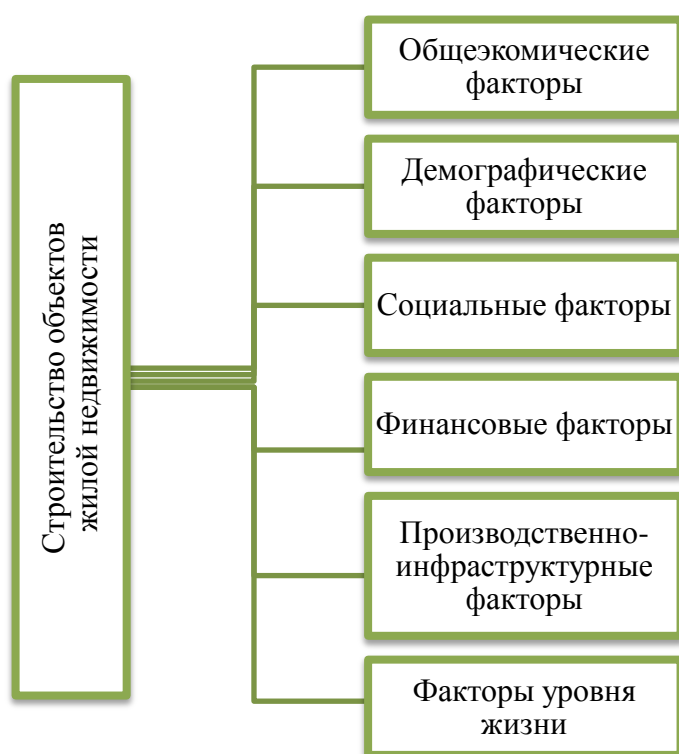 Строительство объектов
жилой недвижимости
Общеэкомические
факторы
Демографические
факторы
Социальные факторы
Финансовые факторы
Производственно-
инфраструктурные
факторы
Факторы уровня
жизни